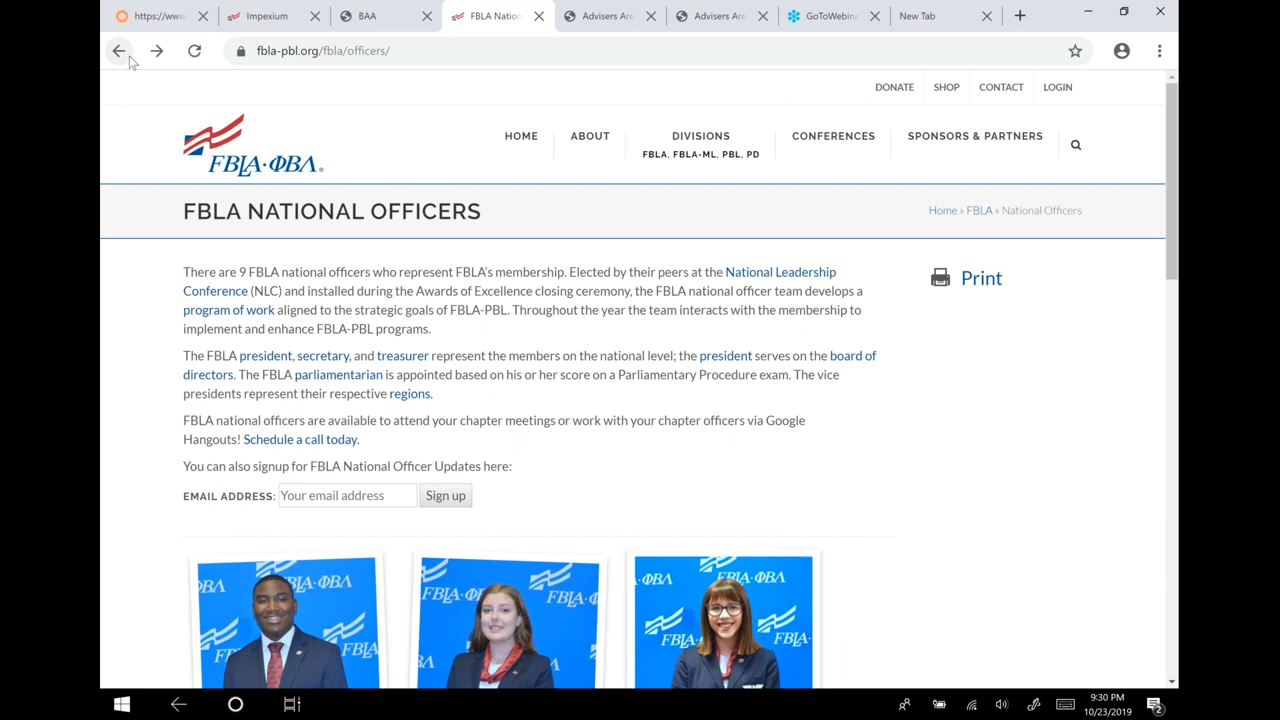 https://www
Impexium
BAA
FBLA Nation
Advisers Are
Advisers Are
GoToWebina
New Tab
fbla-pbl.org/fbla/officers/
DONATE SHOP CONTACT LOGIN
FBLA·ΦBΛ®
HOME ABOUT DIVISIONS CONFERENCES SPONSORS & PARTNERS
FBLA, FBLA-ML, PBL, PD
FBLA NATIONAL OFFICERS
Home » FBLA » National Officers
There are 9 FBLA national officers who represent FBLA's membership. Elected by their peers at the National Leadership
Conference (NLC) and installed during the Awards of Excellence closing ceremony, the FBLA national officer team develops a
program of work aligned to the strategic goals of FBLA-PBL. Throughout the year the team interacts with the membership to
implement and enhance FBLA-PBL programs.
Print
The FBLA president, secretary, and treasurer represent the members on the national level; the president serves on the board of
directors. The FBLA parliamentarian is appointed based on his or her score on a Parliamentary Procedure exam. The vice
presidents represent their respective regions.
FBLA national officers are available to attend your chapter meetings or work with your chapter officers via Google
Hangouts! Schedule a call today.
You can also signup for FBLA National Officer Updates here:
EMAIL ADDRESS: Your email address Sign up
9:30 PM
10/23/2019
2